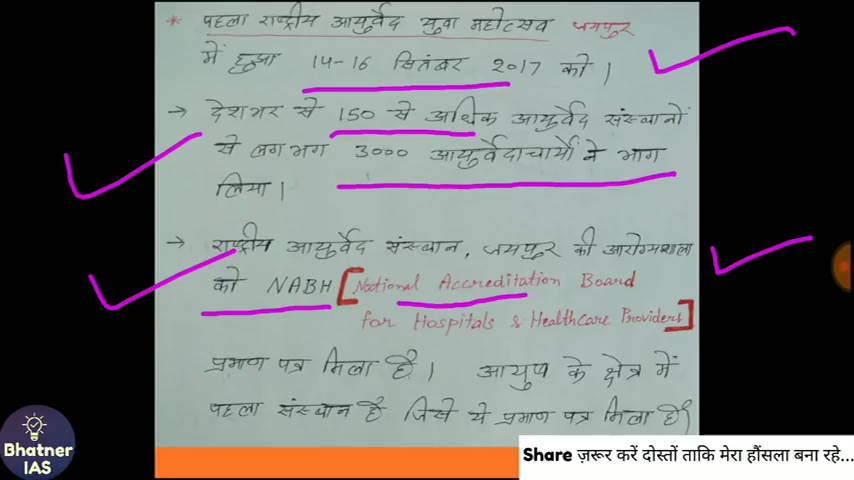 * पहला राष्ट्रीय आयुर्वेद युवा महोत्सव जयपुर
में हुआ 14-16 सितंबर 2017 को।
→ देशभर से 150 से अधिक आयुर्वेद संस्थानों
से लगभग 3000 आयुर्वेदाचार्यों ने भाग
लिया।
→ राष्ट्रीय आयुर्वेद संस्थान, जयपुर की आरोग्यशाला
को NABH [National Accreditation Board
for Hospitals & HealthCare Providers]
प्रमाण पत्र मिला है। आयुष के क्षेत्र में
पहला संस्थान है जिसे ये प्रमाण पत्र मिला है।
Bhatner
IAS
Share ज़रूर करें दोस्तों ताकि मेरा हौंसला बना रहे...